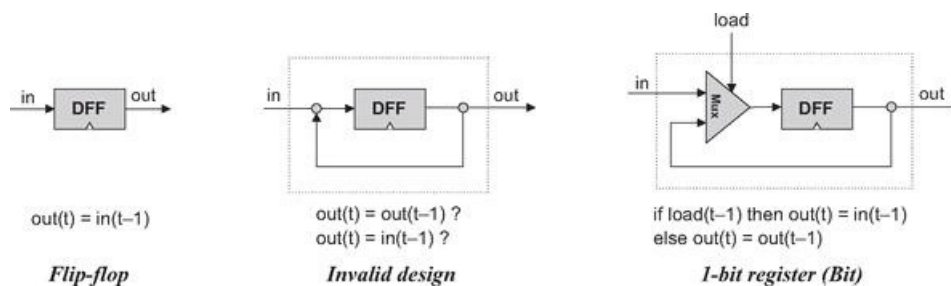 in
DFF
out
out(t) = in(t–1)
Flip-flop
in
DFF
out
out(t) = out(t–1) ?
out(t) = in(t–1) ?
Invalid design
load
in
Mux
DFF
out
if load(t–1) then out(t) = in(t–1)
else out(t) = out(t–1)
1-bit register (Bit)